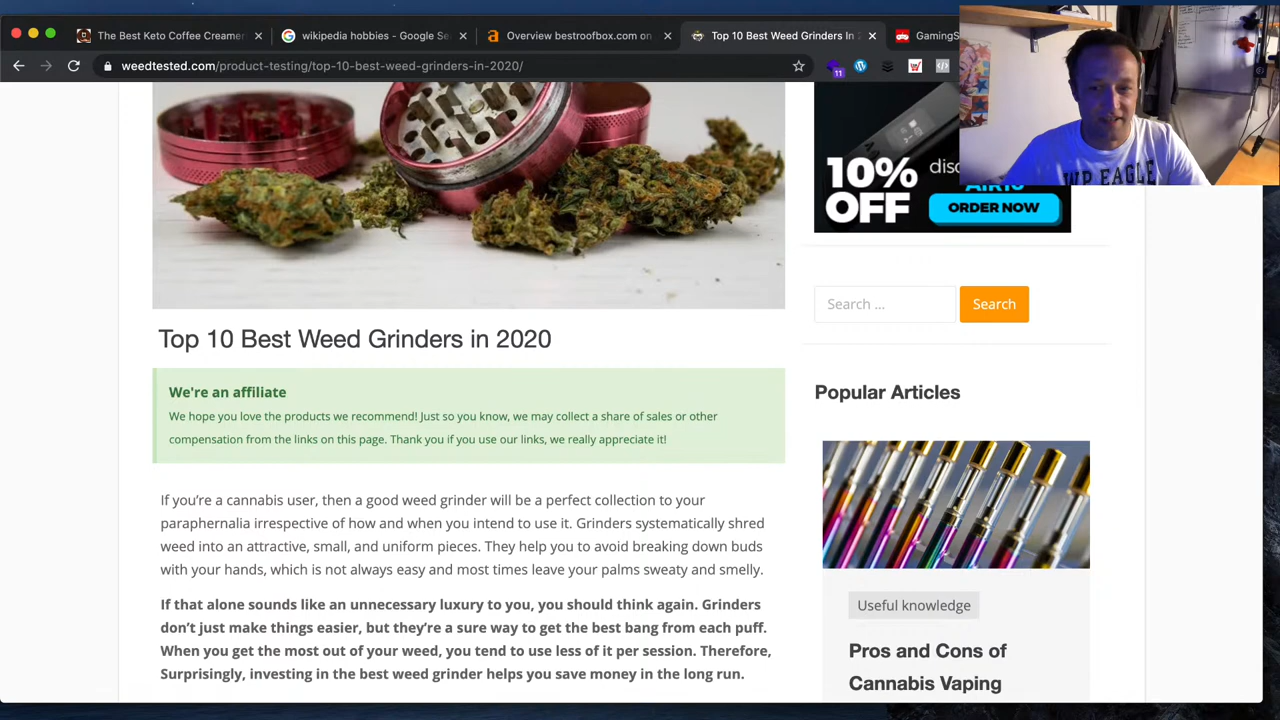 The Best Keto Coffee Creamer
wikipedia hobbies - Google Se
Overview bestroofbox.com on
Top 10 Best Weed Grinders In 2
GamingS
weedtested.com/product-testing/top-10-best-weed-grinders-in-2020/
11
WP EAGLE
10%
OFF
ORDER NOW
Search ...
Search
Top 10 Best Weed Grinders in 2020
We're an affiliate
We hope you love the products we recommend! Just so you know, we may collect a share of sales or other
compensation from the links on this page. Thank you if you use our links, we really appreciate it!
Popular Articles
If you're a cannabis user, then a good weed grinder will be a perfect collection to your
paraphernalia irrespective of how and when you intend to use it. Grinders systematically shred
weed into an attractive, small, and uniform pieces. They help you to avoid breaking down buds
with your hands, which is not always easy and most times leave your palms sweaty and smelly.
If that alone sounds like an unnecessary luxury to you, you should think again. Grinders
don't just make things easier, but they're a sure way to get the best bang from each puff.
When you get the most out of your weed, you tend to use less of it per session. Therefore,
Surprisingly, investing in the best weed grinder helps you save money in the long run.
Useful knowledge
Pros and Cons of
Cannabis Vaping